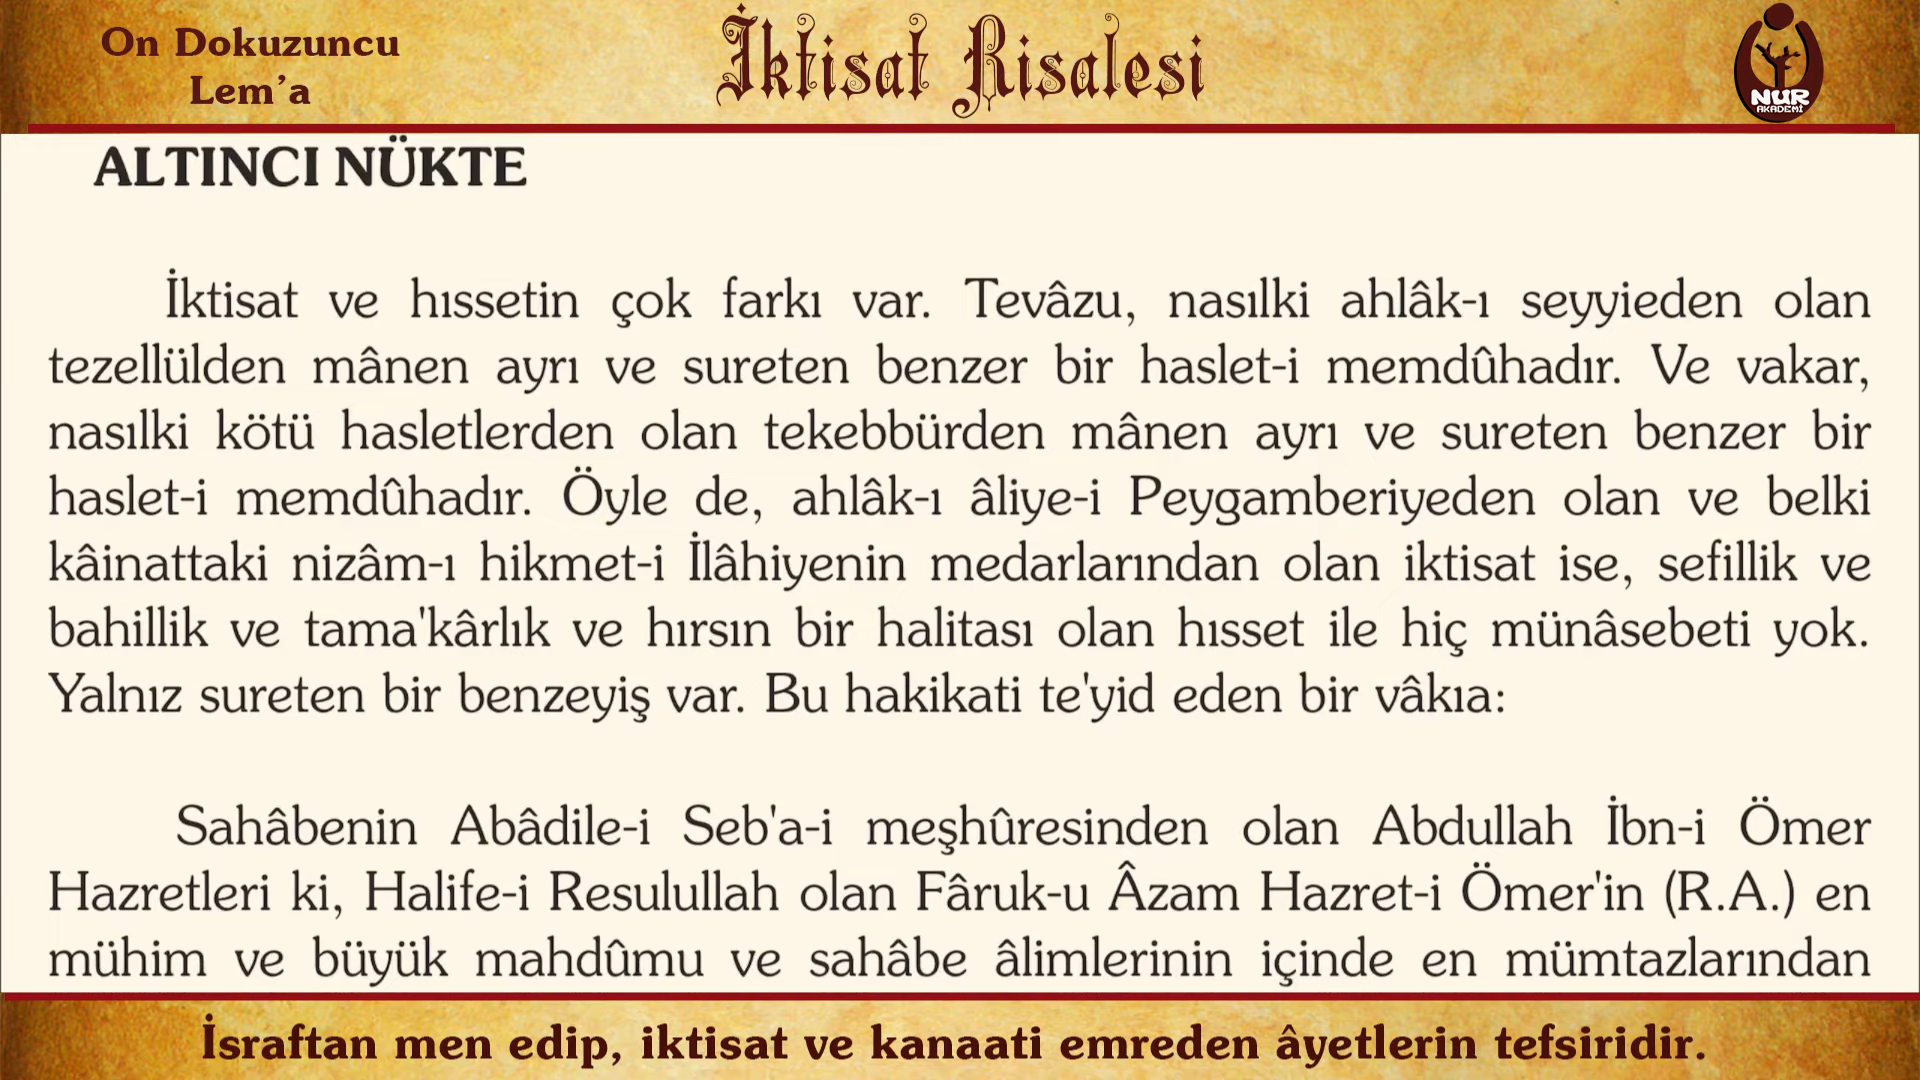 On Dokuzuncu
Lem'a
İktisat Risalesi
NUR
AKADEMİ
ALTINCI NÜKTE
İktisat ve hıssetin çok farkı var. Tevâzu, nasılki ahlâk-ı seyyieden olan
tezellülden mânen ayrı ve sureten benzer bir haslet-i memdûhadır. Ve vakar,
nasılki kötü hasletlerden olan tekebbürden mânen ayrı ve sureten benzer bir
haslet-i memdûhadır. Öyle de, ahlâk-ı âliye-i Peygamberiyeden olan ve belki
kâinattaki nizâm-ı hikmet-i İlâhiyenin medarlarından olan iktisat ise, sefillik ve
bahillik ve tama'kârlık ve hırsın bir halitası olan hısset ile hiç münâsebeti yok.
Yalnız sureten bir benzeyiş var. Bu hakikati te'yid eden bir vâkıa:
Sahâbenin Abâdile-i Seb'a-i meşhûresinden olan Abdullah İbn-i Ömer
Hazretleri ki, Halife-i Resulullah olan Fâruk-u Âzam Hazret-i Ömer'in (R.A.) en
mühim ve büyük mahdûmu ve sahâbe âlimlerinin içinde en mümtazlarından
İsraftan men edip, iktisat ve kanaati emreden âyetlerin tefsiridir.